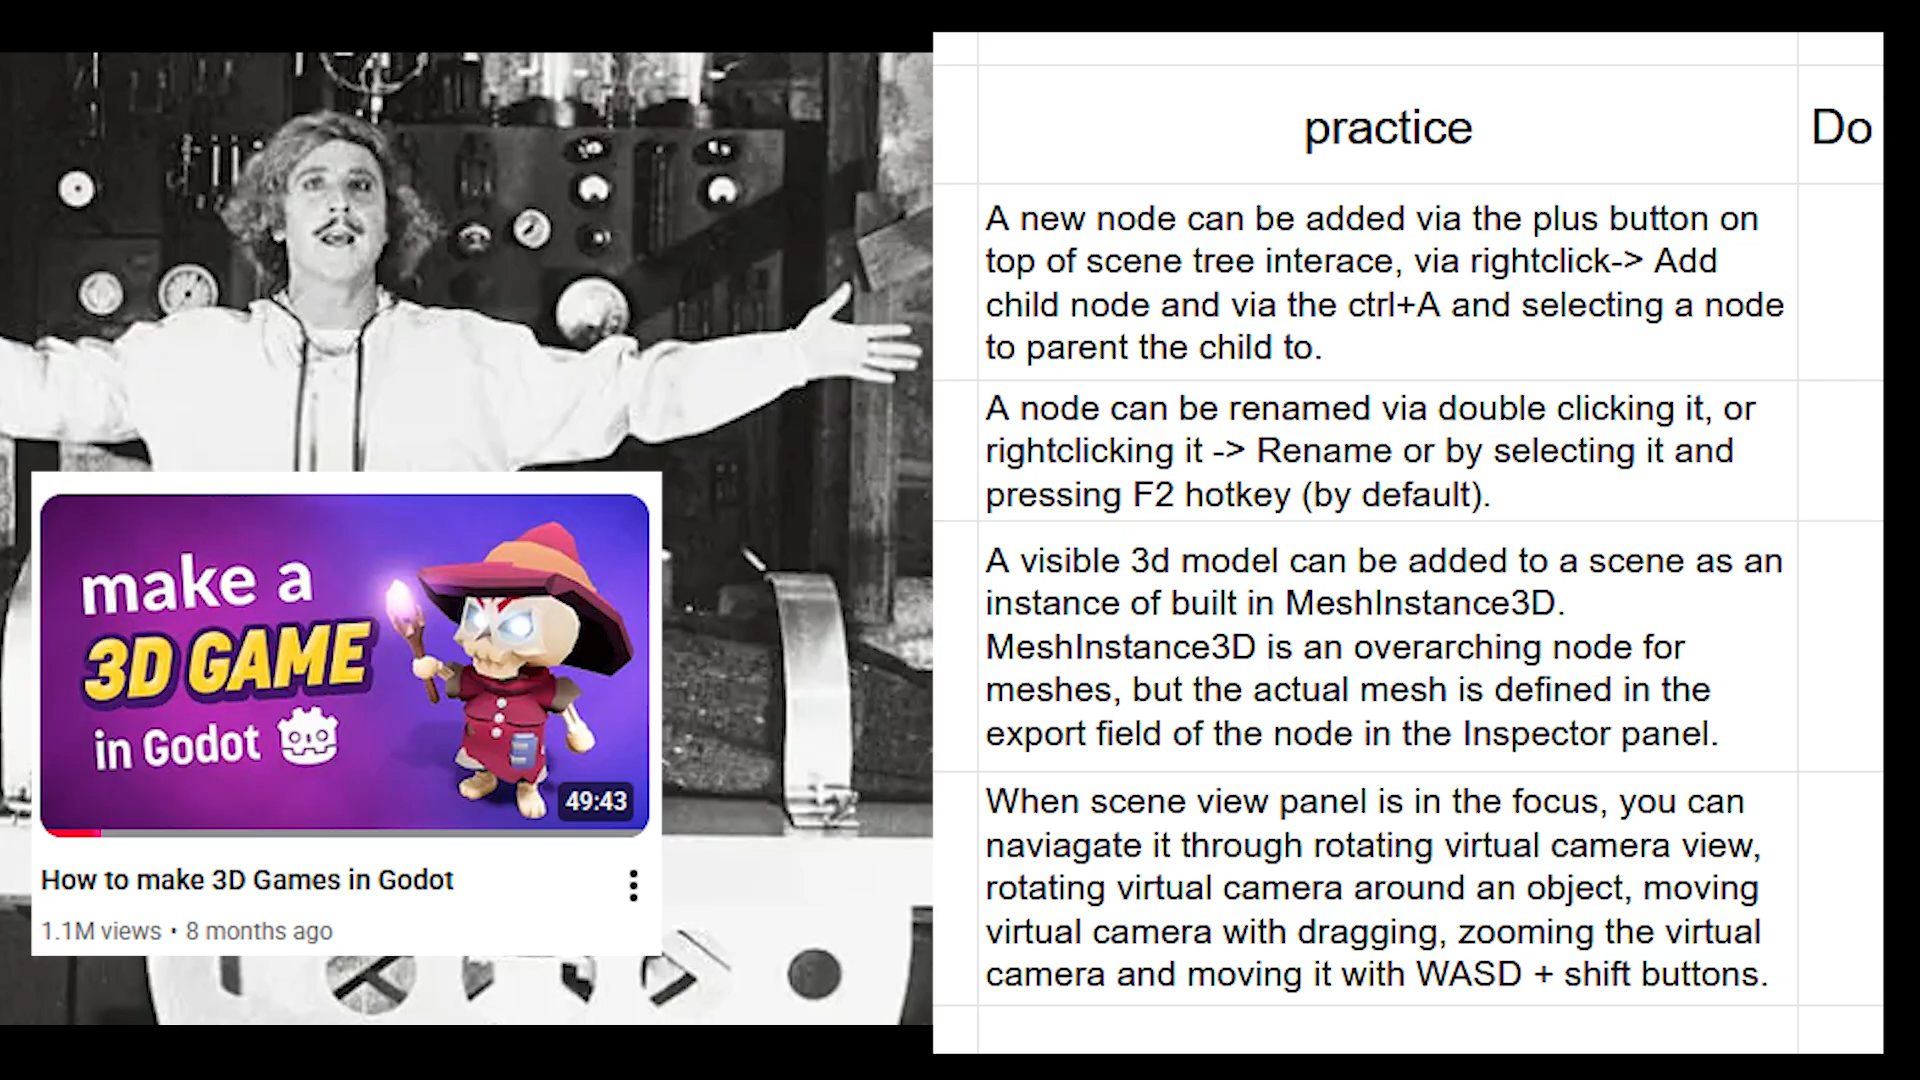 make a
3D GAME
in Godot
49:43
How to make 3D Games in Godot
1.1M views • 8 months ago
practice
Do
A new node can be added via the plus button on
top of scene tree interace, via rightclick-> Add
child node and via the ctrl+A and selecting a node
to parent the child to.
A node can be renamed via double clicking it, or
rightclicking it -> Rename or by selecting it and
pressing F2 hotkey (by default).
A visible 3d model can be added to a scene as an
instance of built in MeshInstance3D.
MeshInstance3D is an overarching node for
meshes, but the actual mesh is defined in the
export field of the node in the Inspector panel.
When scene view panel is in the focus, you can
naviagate it through rotating virtual camera view,
rotating virtual camera around an object, moving
virtual camera with dragging, zooming the virtual
camera and moving it with WASD + shift buttons.